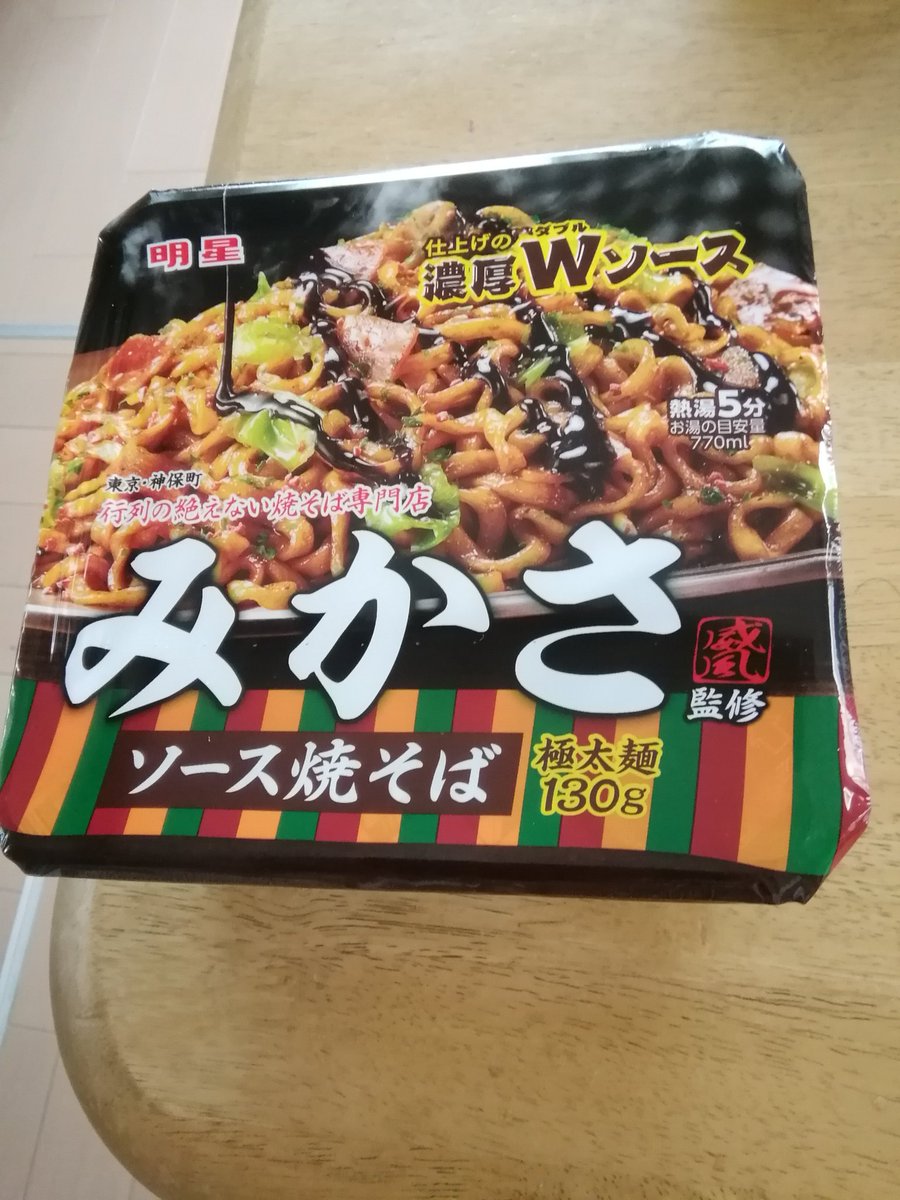 明星
仕上げの
ダブル
濃厚Wソース
熱湯5分
お湯の目安量
770ml
東京・神保町
行列の絶えない焼そば専門店
みかさ
監修
ソース焼そば
極太麺
130g